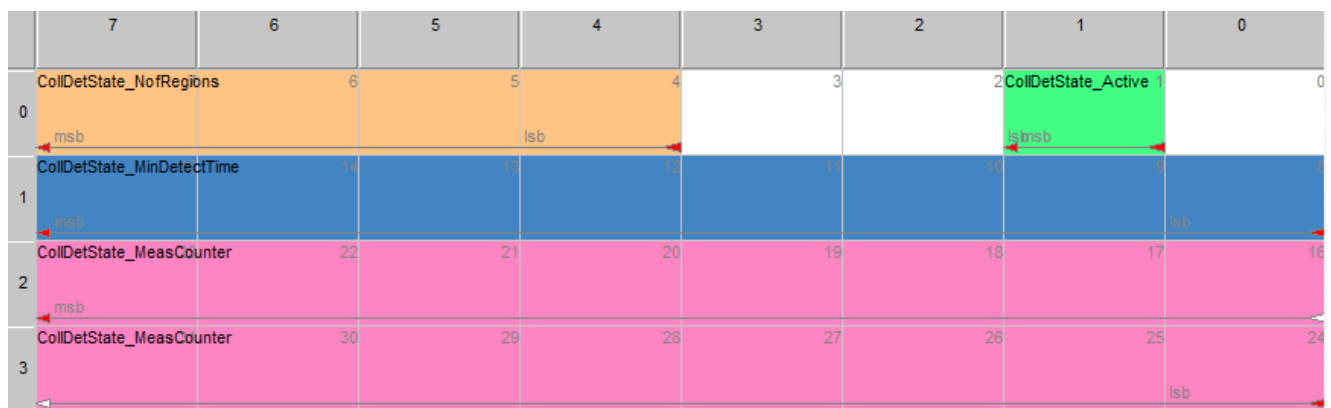 7 6 5 4 3 2 1 0
0 CollDetState_NofRegions 6 5 4 3 2 CollDetState_Active 1 0
msb lsb lsb msb
1 CollDetState_MinDetectTime 14 13 12 11 10 9 8
msb lsb
2 CollDetState_MeasCounter 22 21 20 19 18 17 16
msb
3 CollDetState_MeasCounter 30 29 28 27 26 25 24
lsb